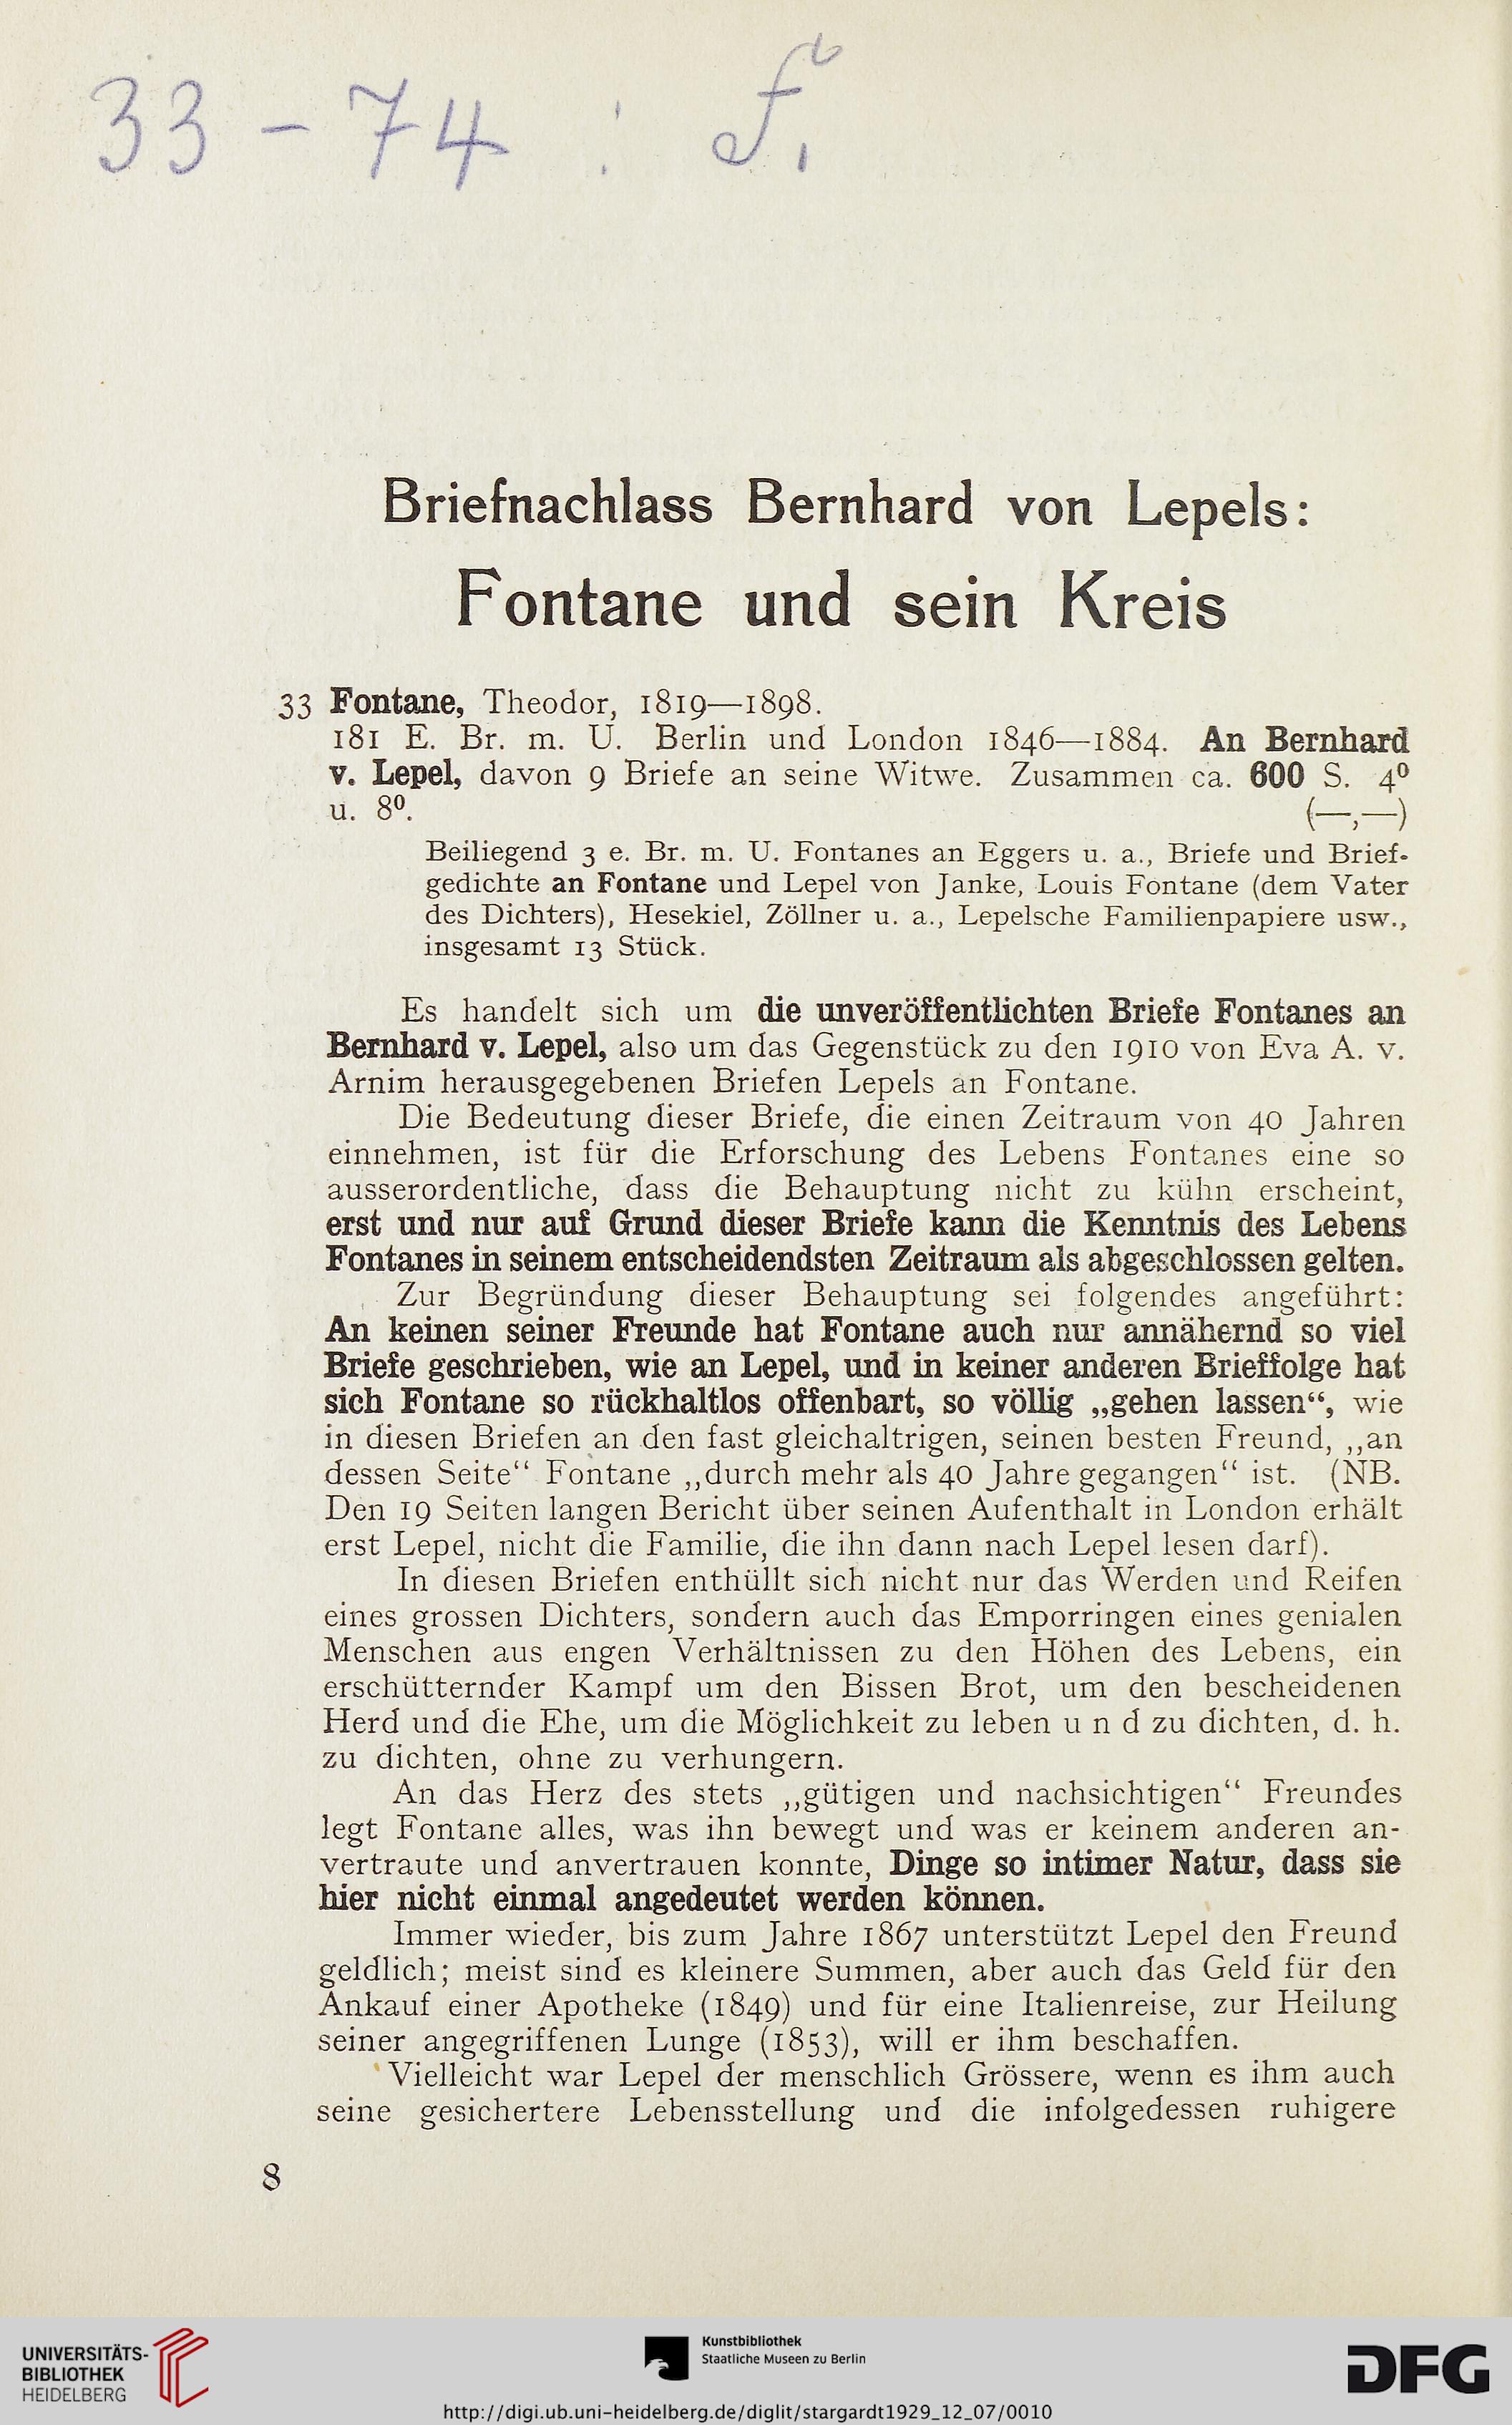 33 - 74 :
Briefnachlass Bernhard von Lepels:
Fontane und sein Kreis
33 Fontane, Theodor, 1819—1898.
181 E. Br. m. U. Berlin und London 1846—1884. An Bernhard
v. Lepel, davon 9 Briefe an seine Witwe. Zusammen ca. 600 S. 4⁰
u. 8⁰. (—,—)
Beiliegend 3 e. Br. m. U. Fontanes an Eggers u. a., Briefe und Brief-
gedichte an Fontane und Lepel von Janke, Louis Fontane (dem Vater
des Dichters), Hesekiel, Zöllner u. a., Lepelsche Familienpapiere usw.,
insgesamt 13 Stück.
Es handelt sich um die unveröffentlichten Briefe Fontanes an
Bernhard v. Lepel, also um das Gegenstück zu den 1910 von Eva A. v.
Arnim herausgegebenen Briefen Lepels an Fontane.
Die Bedeutung dieser Briefe, die einen Zeitraum von 40 Jahren
einnehmen, ist für die Erforschung des Lebens Fontanes eine so
ausserordentliche, dass die Behauptung nicht zu kühn erscheint,
erst und nur auf Grund dieser Briefe kann die Kenntnis des Lebens
Fontanes in seinem entscheidendsten Zeitraum als abgeschlossen gelten.
Zur Begründung dieser Behauptung sei folgendes angeführt:
An keinen seiner Freunde hat Fontane auch nur annähernd so viel
Briefe geschrieben, wie an Lepel, und in keiner anderen Brieffolge hat
sich Fontane so rückhaltlos offenbart, so völlig „gehen lassen“, wie
in diesen Briefen an den fast gleichaltrigen, seinen besten Freund, „an
dessen Seite“ Fontane „durch mehr als 40 Jahre gegangen“ ist. (NB.
Den 19 Seiten langen Bericht über seinen Aufenthalt in London erhält
erst Lepel, nicht die Familie, die ihn dann nach Lepel lesen darf).
In diesen Briefen enthüllt sich nicht nur das Werden und Reifen
eines grossen Dichters, sondern auch das Emporringen eines genialen
Menschen aus engen Verhältnissen zu den Höhen des Lebens, ein
erschütternder Kampf um den Bissen Brot, um den bescheidenen
Herd und die Ehe, um die Möglichkeit zu leben u n d zu dichten, d. h.
zu dichten, ohne zu verhungern.
An das Herz des stets „gütigen und nachsichtigen“ Freundes
legt Fontane alles, was ihn bewegt und was er keinem anderen an-
vertraute und anvertrauen konnte, Dinge so intimer Natur, dass sie
hier nicht einmal angedeutet werden können.
Immer wieder, bis zum Jahre 1867 unterstützt Lepel den Freund
geldlich; meist sind es kleinere Summen, aber auch das Geld für den
Ankauf einer Apotheke (1849) und für eine Italienreise, zur Heilung
seiner angegriffenen Lunge (1853), will er ihm beschaffen.
Vielleicht war Lepel der menschlich Grössere, wenn es ihm auch
seine gesichertere Lebensstellung und die infolgedessen ruhigere
8
UNIVERSITÄTS-
BIBLIOTHEK
HEIDELBERG
Kunstbibliothek
Staatliche Museen zu Berlin
DFG
http://digi.ub.uni-heidelberg.de/diglit/stargardt1929_12_07/0010